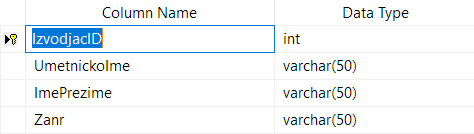 Column Name Data Type
IzvodjacID int
UmetnickoIme varchar(50)
ImePrezime varchar(50)
Zanr varchar(50)